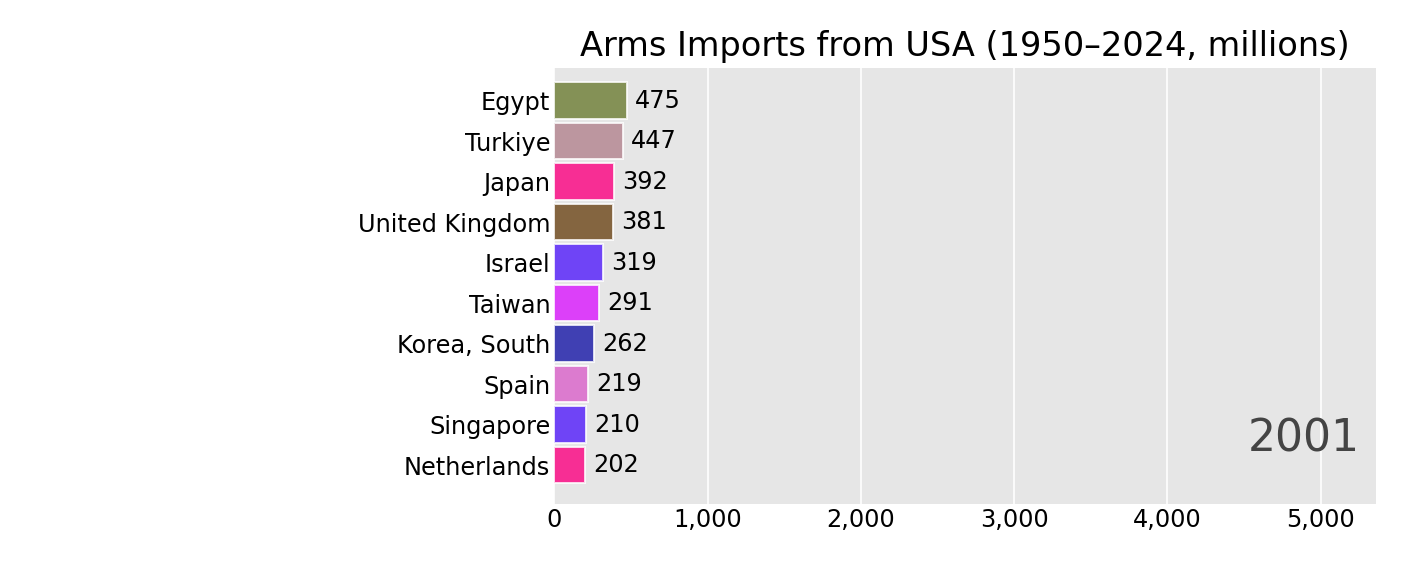 Arms Imports from USA (1950–2024, millions)
Egypt 475
Turkiye 447
Japan 392
United Kingdom 381
Israel 319
Taiwan 291
Korea, South 262
Spain 219
Singapore 210
Netherlands 202
2001
0 1,000 2,000 3,000 4,000 5,000